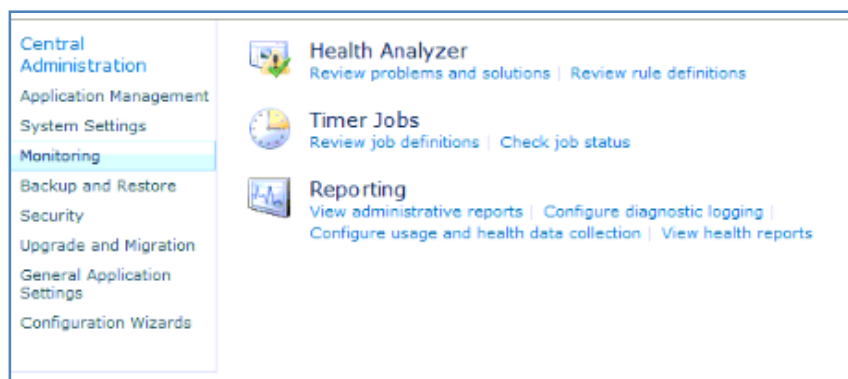 Central
Administration
Application Management
System Settings
Monitoring
Backup and Restore
Security
Upgrade and Migration
General Application
Settings
Configuration Wizards
Health Analyzer
Review problems and solutions | Review rule definitions
Timer Jobs
Review job definitions | Check job status
Reporting
View administrative reports | Configure diagnostic logging |
Configure usage and health data collection | View health reports